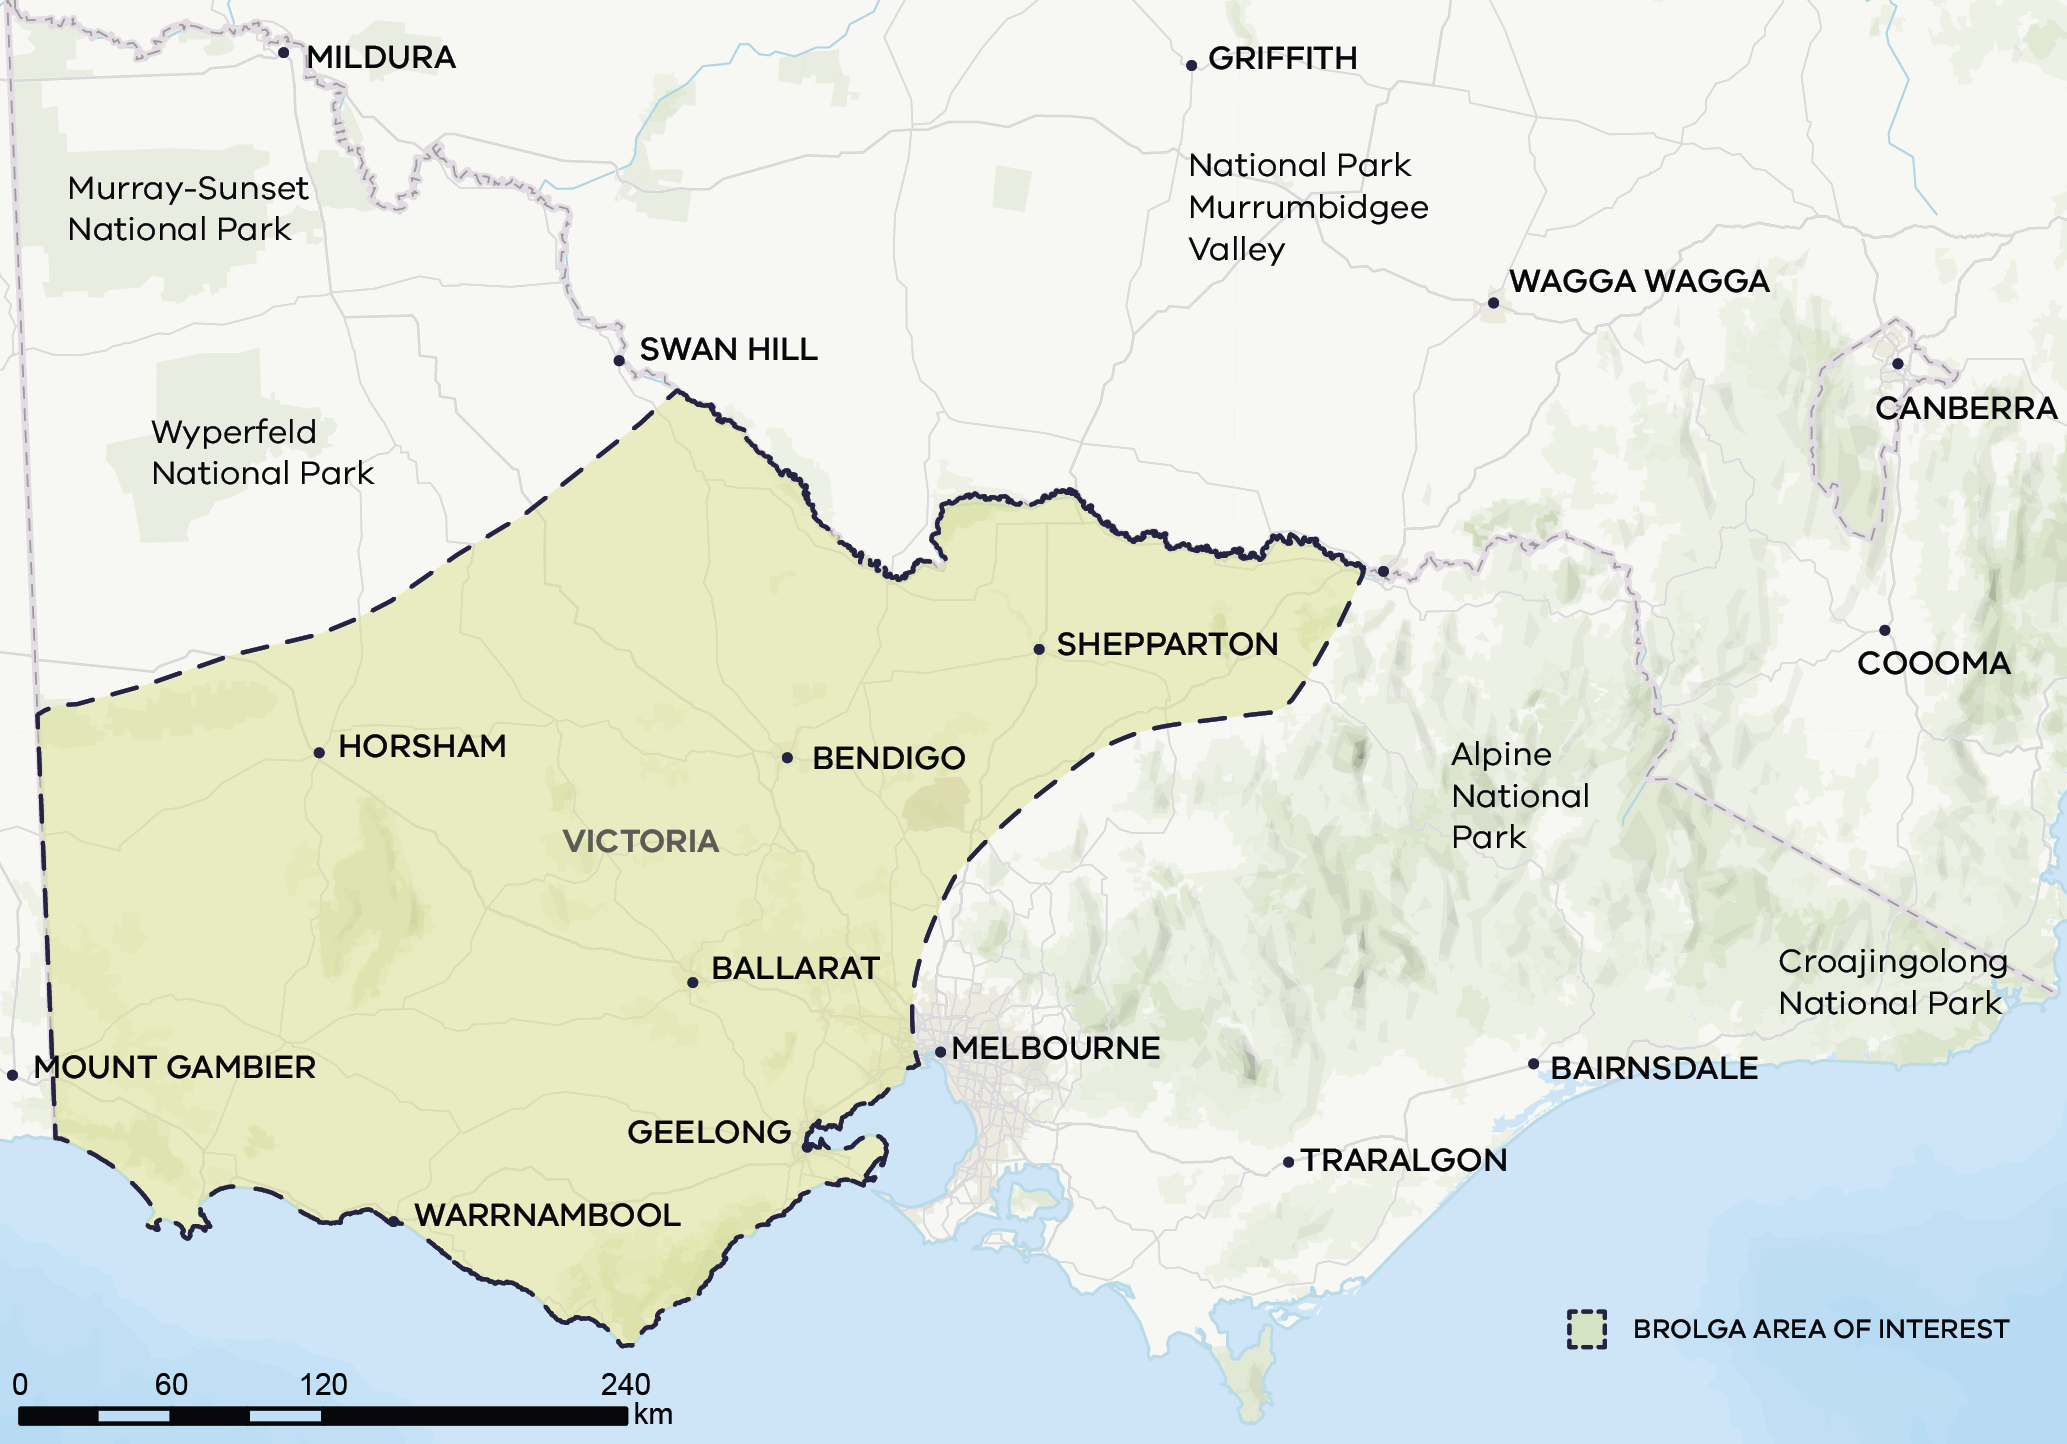 MILDURA
GRIFFITH
National Park
Murrumbidgee
Valley
Murray-Sunset
National Park
WAGGA WAGGA
SWAN HILL
CANBERRA
Wyperfeld
National Park
SHEPPARTON
COOOMA
HORSHAM
BENDIGO
Alpine
National
Park
VICTORIA
BALLARAT
Croajingolong
National Park
MELBOURNE
MOUNT GAMBIER
BAIRNSDALE
GEELONG
TRARALGON
WARRNAMBOOL
BROLGA AREA OF INTEREST
0 60 120 240
km